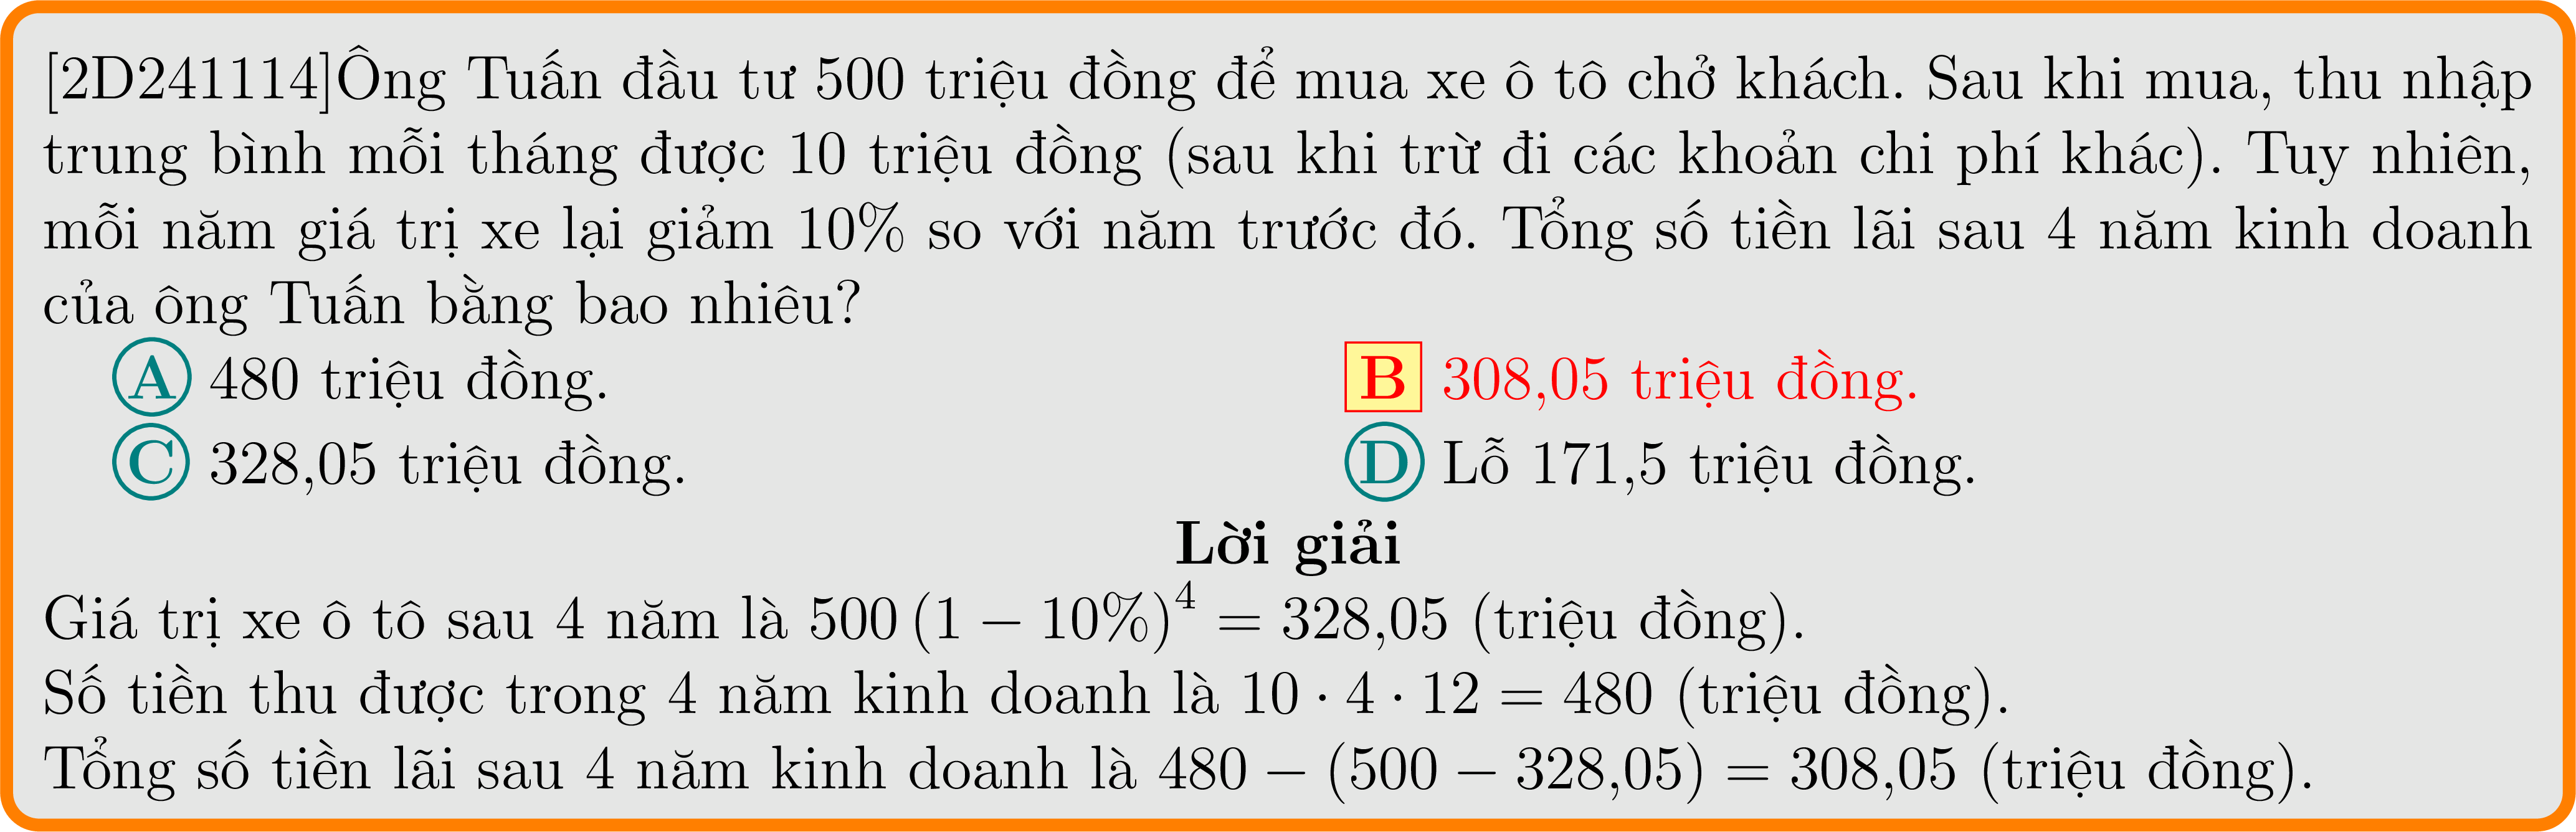 [2D241114]Ông Tuấn đầu tư 500 triệu đồng để mua xe ô tô chở khách. Sau khi mua, thu nhập
trung bình mỗi tháng được 10 triệu đồng (sau khi trừ đi các khoản chi phí khác). Tuy nhiên,
mỗi năm giá trị xe lại giảm 10% so với năm trước đó. Tổng số tiền lãi sau 4 năm kinh doanh
của ông Tuấn bằng bao nhiêu?
A 480 triệu đồng. B 308,05 triệu đồng.
C 328,05 triệu đồng. D Lỗ 171,5 triệu đồng.
Lời giải
Giá trị xe ô tô sau 4 năm là 500 (1 − 10%)⁴ = 328,05 (triệu đồng).
Số tiền thu được trong 4 năm kinh doanh là 10 · 4 · 12 = 480 (triệu đồng).
Tổng số tiền lãi sau 4 năm kinh doanh là 480 − (500 − 328,05) = 308,05 (triệu đồng).